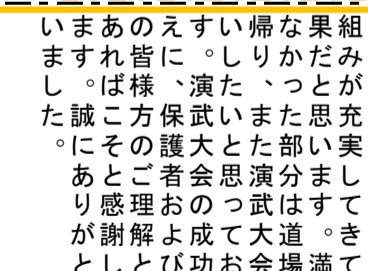 組みが充実してきて
果だと思います。満
なかった部分は道場
帰り、また演武大会
いしたいと思ってお
す。演武大会の成功
えに、保護者および
の皆様方のご理解と
あればこそと感謝し
ます。誠にありがと
いました。